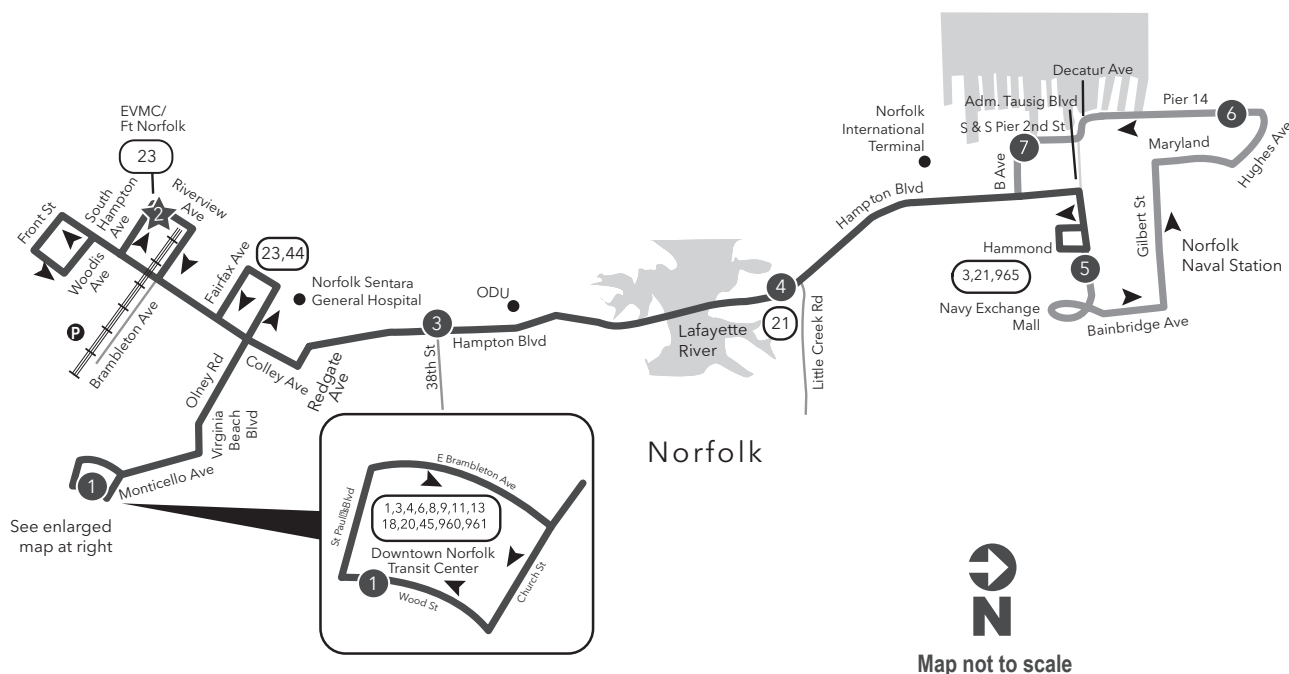 EVMC/
Ft Norfolk
23
Front St
South
Hampton
Ave
2
Riverview
Ave
Woodis
Ave
Brambleton Ave
P
Fairfax Ave
23,44
Norfolk Sentara
General Hospital
Olney Rd
Virginia
Beach
Blvd
Colley Ave
Redgate
Ave
1
Monticello Ave
See enlarged
map at right
3
38th St
ODU
Hampton Blvd
Lafayette
River
4
21
Little Creek Rd
Hampton Blvd
Norfolk
International
Terminal
Decatur Ave
Adm. Tausig Blvd
S & S Pier 2nd St
7
B Ave
Pier 14
6
Maryland
Hughes Ave
Gilbert St
Norfolk
Naval Station
Hammond
5
3,21,965
Navy Exchange
Mall
Bainbridge Ave
Norfolk
E Brambleton Ave
St Paul Blvd
1,3,4,6,8,9,11,13
18,20,45,960,961
Downtown Norfolk
Transit Center
1
Wood St
Church St
N
Map not to scale